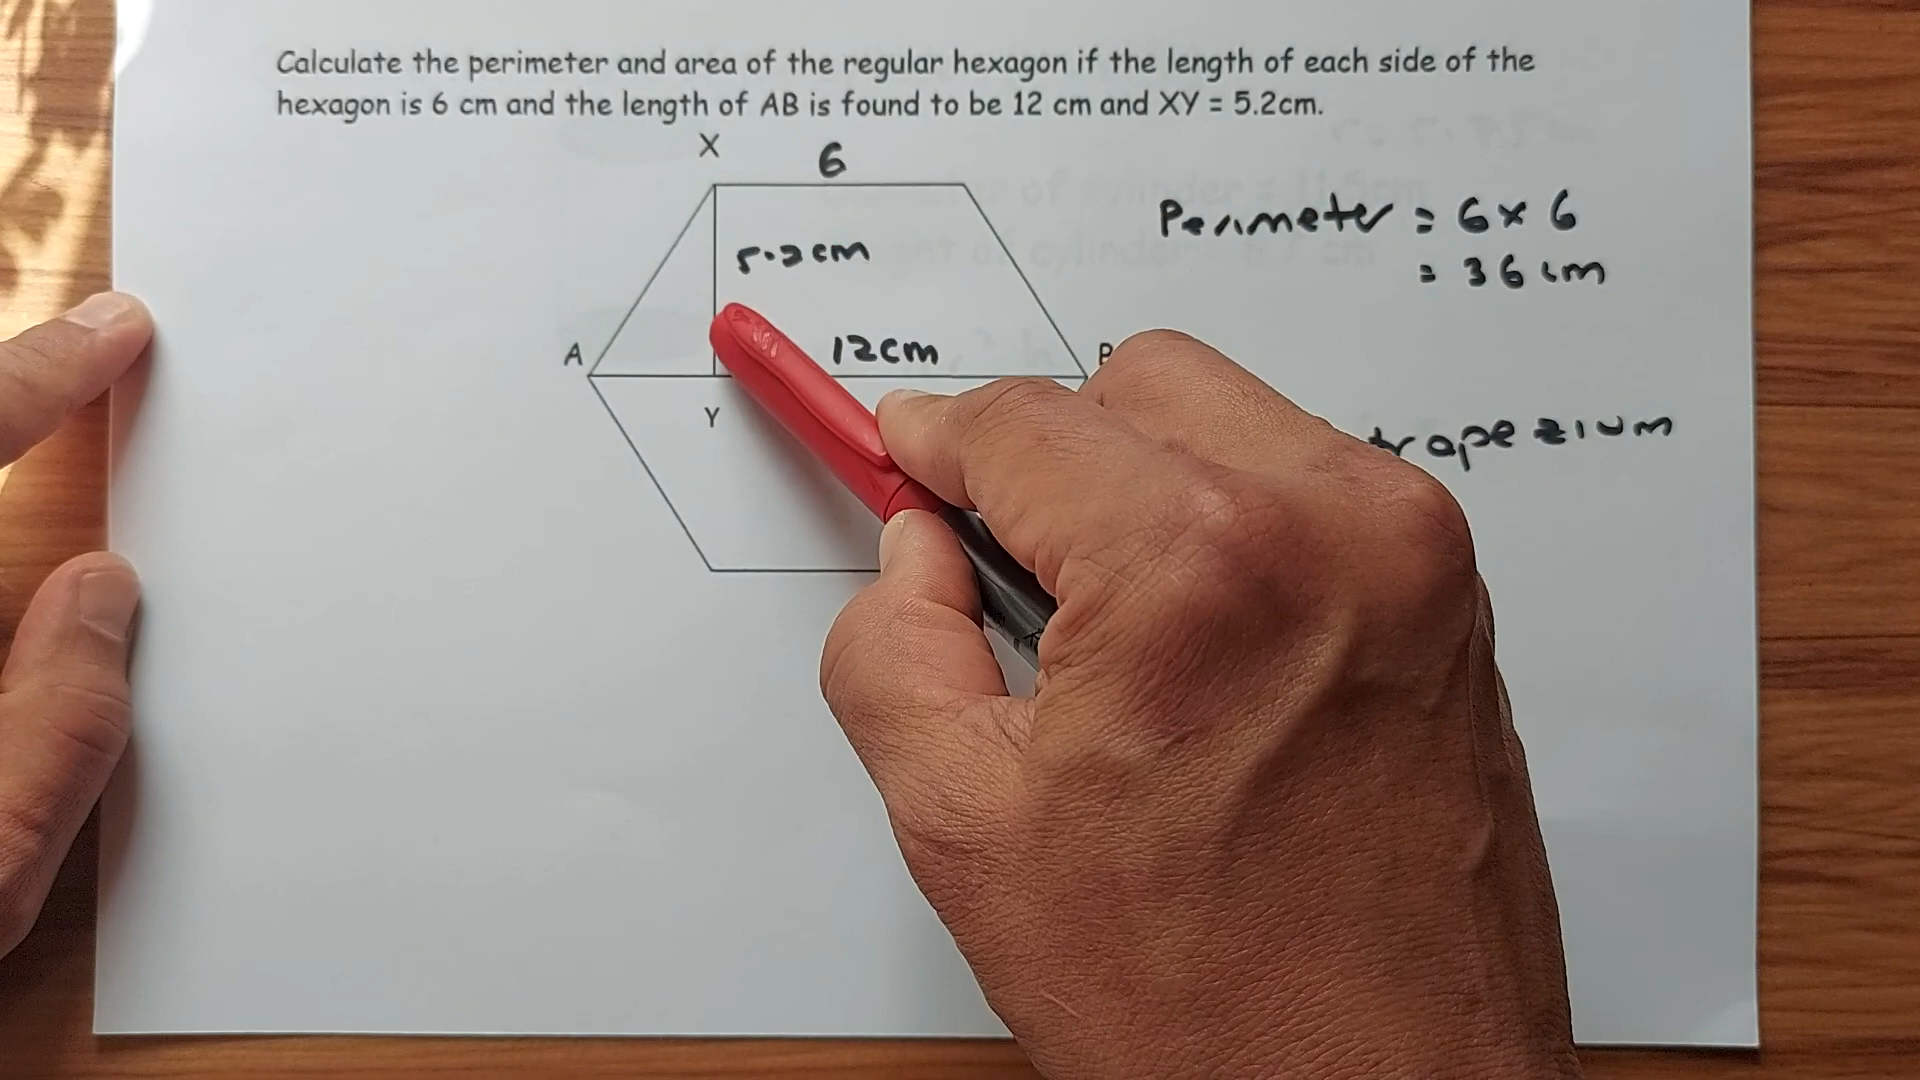 Calculate the perimeter and area of the regular hexagon if the length of each side of the
hexagon is 6 cm and the length of AB is found to be 12 cm and XY = 5.2cm.
X
6
Perimeter = 6 x 6
= 36 cm
5.2cm
A
12cm
Y
trapezium